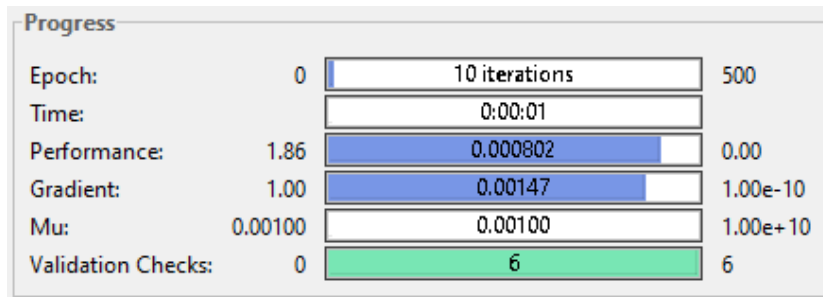 Progress
Epoch: 0 10 iterations 500
Time: 0:00:01
Performance: 1.86 0.000802 0.00
Gradient: 1.00 0.00147 1.00e-10
Mu: 0.00100 0.00100 1.00e+10
Validation Checks: 0 6 6